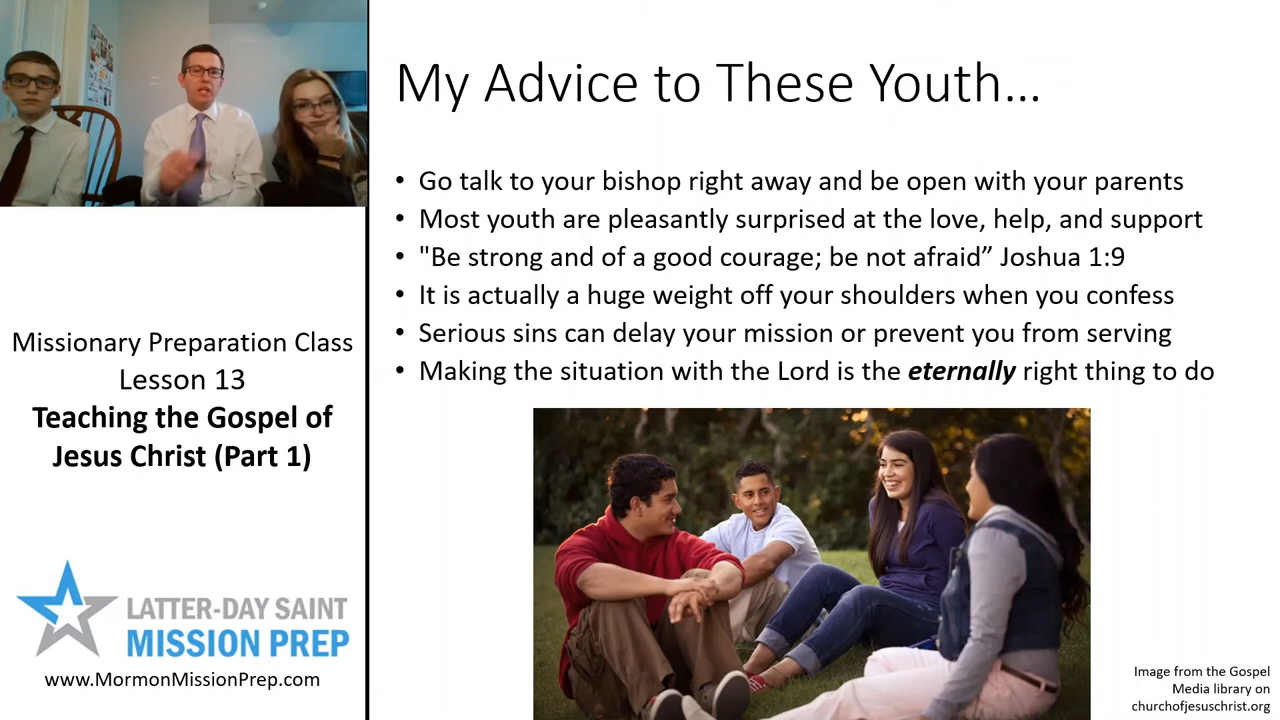 My Advice to These Youth...
• Go talk to your bishop right away and be open with your parents
• Most youth are pleasantly surprised at the love, help, and support
• "Be strong and of a good courage; be not afraid” Joshua 1:9
• It is actually a huge weight off your shoulders when you confess
• Serious sins can delay your mission or prevent you from serving
• Making the situation with the Lord is the eternally right thing to do
Missionary Preparation Class
Lesson 13
Teaching the Gospel of
Jesus Christ (Part 1)
LATTER-DAY SAINT
MISSION PREP
www.MormonMissionPrep.com
Image from the Gospel
Media library on
churchofjesuschrist.org